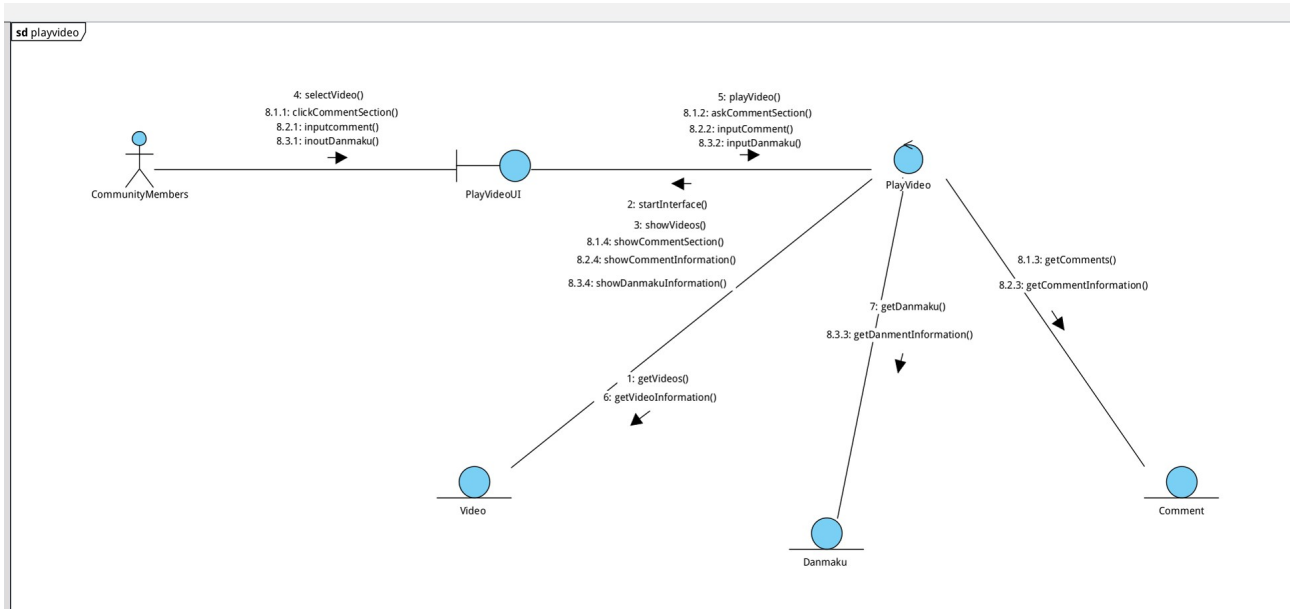 sd playvideo
4: selectVideo()
8.1.1: clickCommentSection()
8.2.1: inputcomment()
8.3.1: inoutDanmaku()
5: playVideo()
8.1.2: askCommentSection()
8.2.2: inputComment()
8.3.2: inputDanmaku()
CommunityMembers
PlayVideoUI
PlayVideo
2: startInterface()
3: showVideos()
8.1.4: showCommentSection()
8.2.4: showCommentInformation()
8.3.4: showDanmakuInformation()
8.1.3: getComments()
8.2.3: getCommentInformation()
7: getDanmaku()
8.3.3: getDanmentInformation()
1: getVideos()
6: getVideoInformation()
Video
Comment
Danmaku